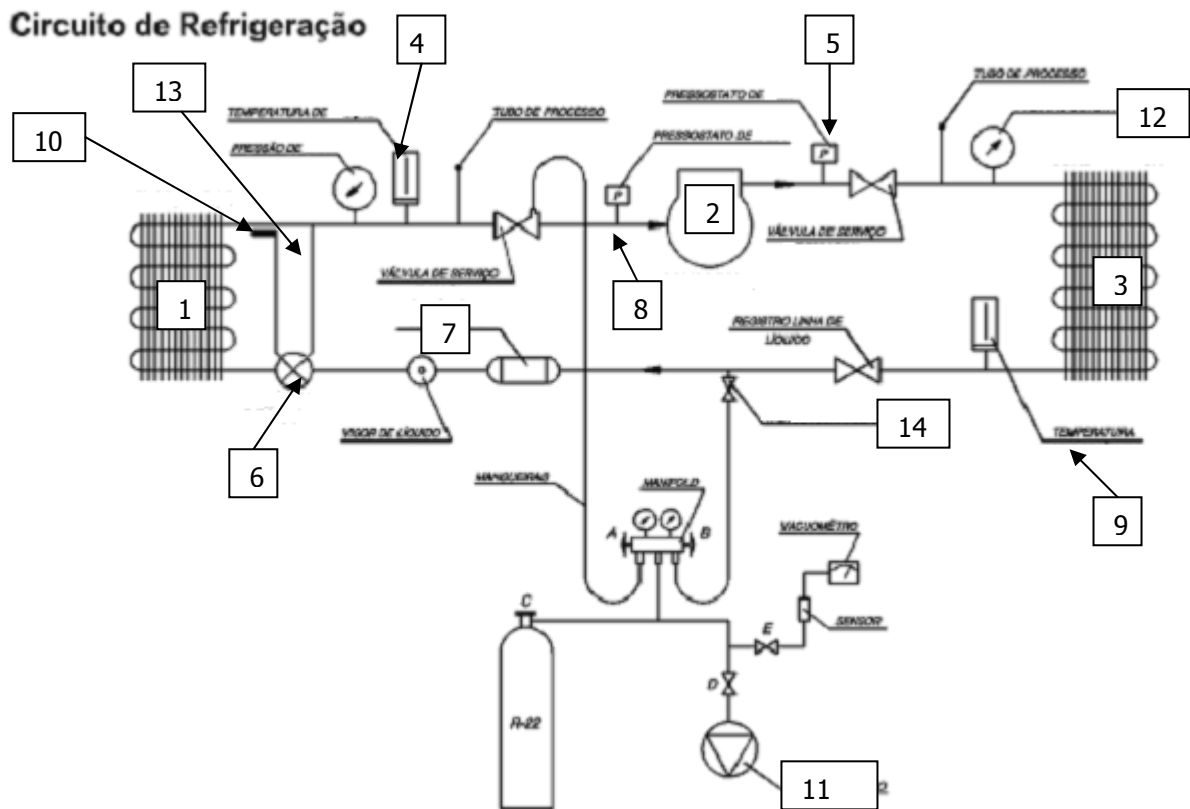 Circuito de Refrigeração
4
5
13
TEMPERATURA DE
TUBO DE PROCESSO
PRESSOSTATO DE
TUBO DE PROCESSO
10
PRESSÃO DE
PRESSOSTATO DE
12
P
P
2
VÁLVULA DE SERVIÇO
VÁLVULA DE SERVIÇO
1
8
3
7
REGISTRO LINHA DE
LÍQUIDO
14
VISOR DE LÍQUIDO
TEMPERATURA
6
MANGUEIRAS
MANIFOLD
9
A
B
VACUOMÊTRO
C
SENSOR
E
D
R-22
11
2